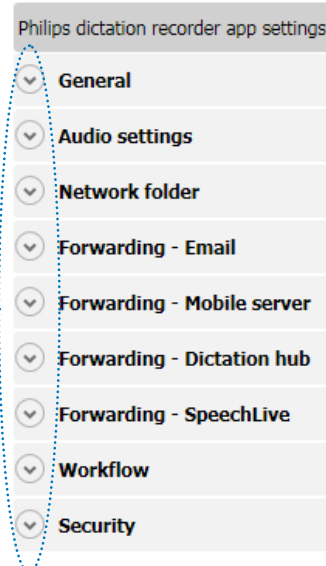 Philips dictation recorder app settings
General
Audio settings
Network folder
Forwarding - Email
Forwarding - Mobile server
Forwarding - Dictation hub
Forwarding - SpeechLive
Workflow
Security